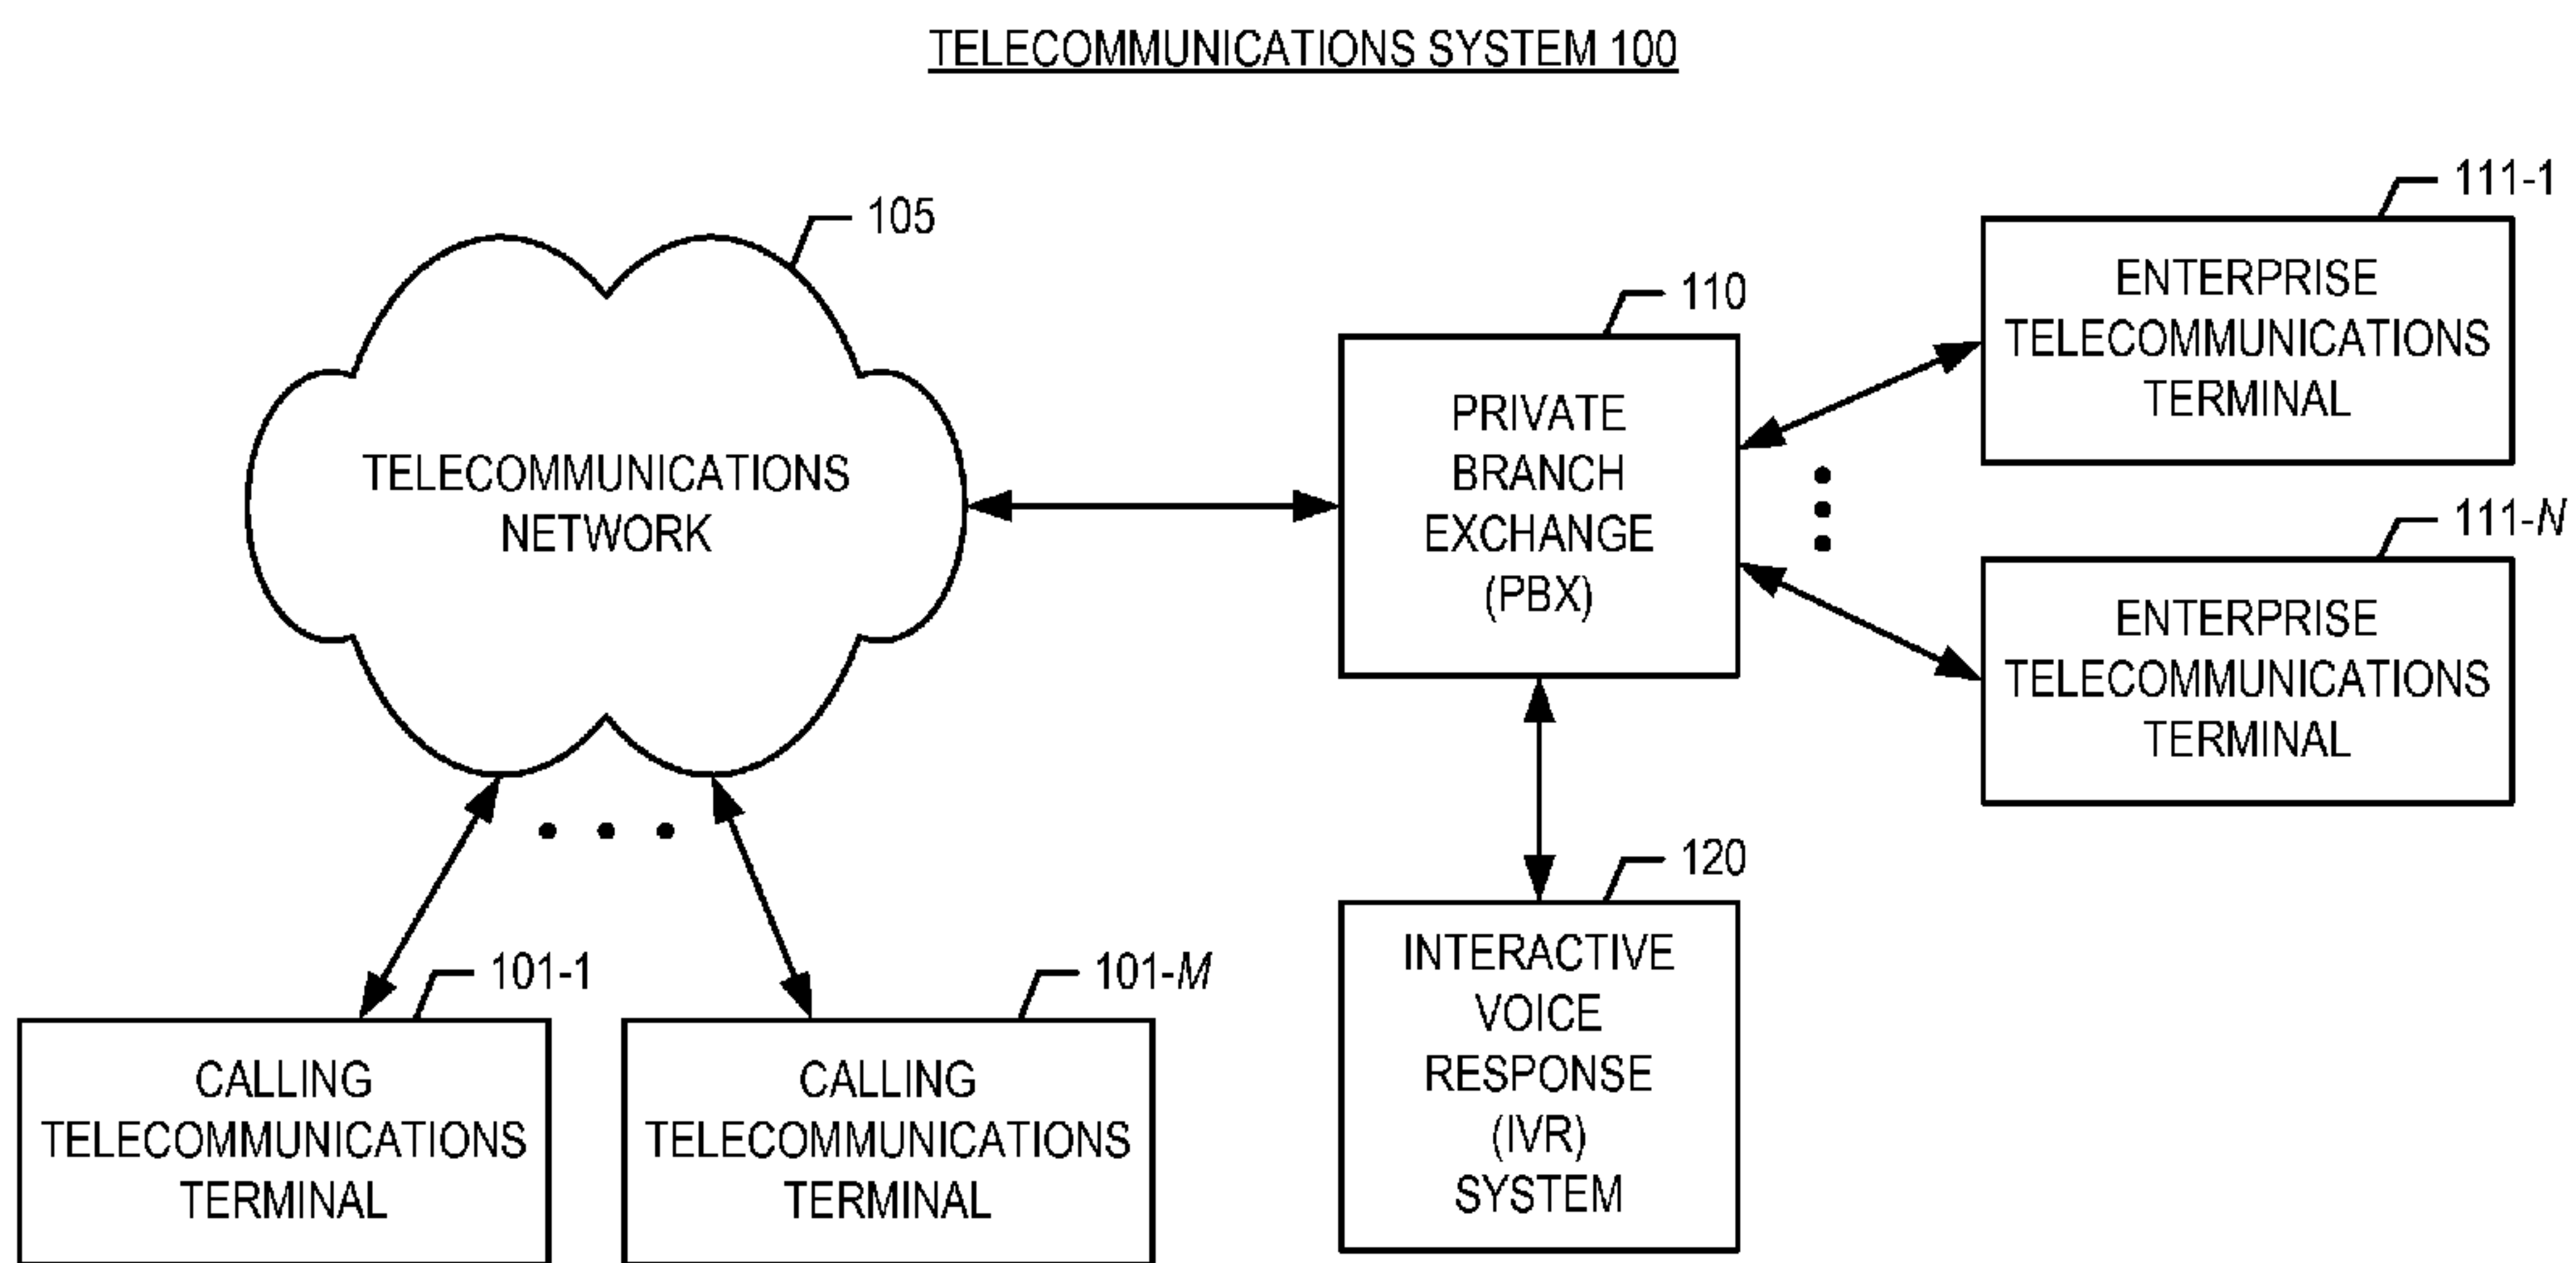 TELECOMMUNICATIONS SYSTEM 100
105
TELECOMMUNICATIONS
NETWORK
110
PRIVATE
BRANCH
EXCHANGE
(PBX)
111-1
ENTERPRISE
TELECOMMUNICATIONS
TERMINAL
111-N
ENTERPRISE
TELECOMMUNICATIONS
TERMINAL
101-1
CALLING
TELECOMMUNICATIONS
TERMINAL
101-M
CALLING
TELECOMMUNICATIONS
TERMINAL
120
INTERACTIVE
VOICE
RESPONSE
(IVR)
SYSTEM